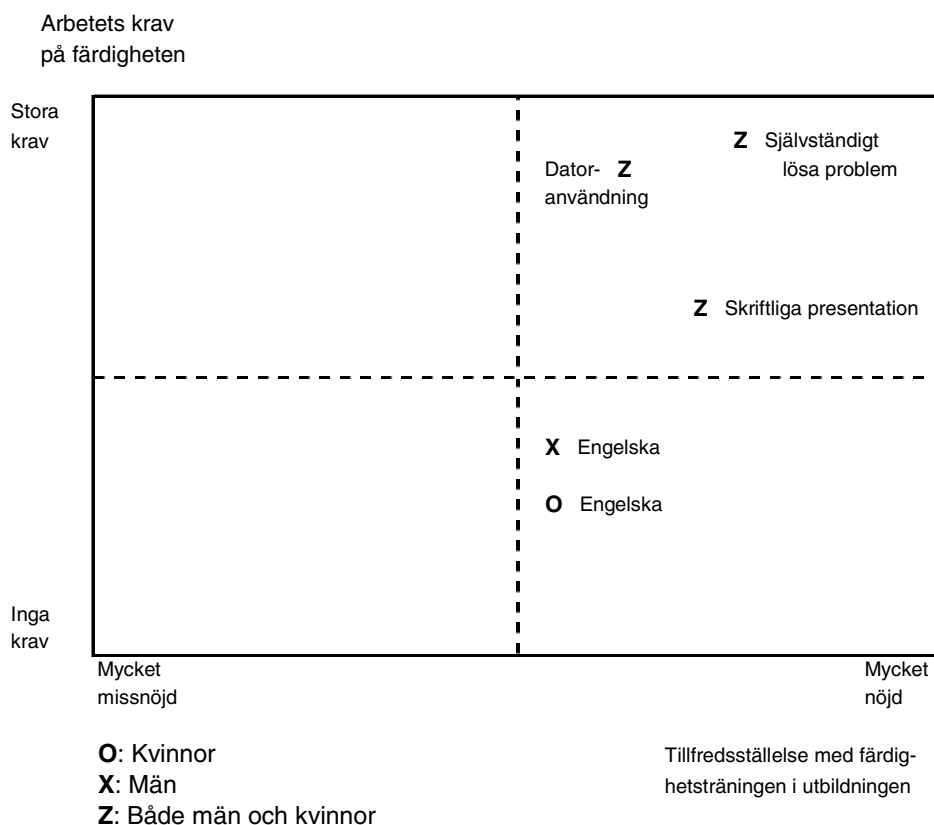 Arbetets krav
på färdigheten
Stora
krav
Z Självständigt
lösa problem
Dator- Z
användning
Z Skriftliga presentation
X Engelska
O Engelska
Inga
krav
Mycket
missnöjd
Mycket
nöjd
O: Kvinnor
X: Män
Z: Både män och kvinnor
Tillfredsställelse med färdig-
hetsträningen i utbildningen